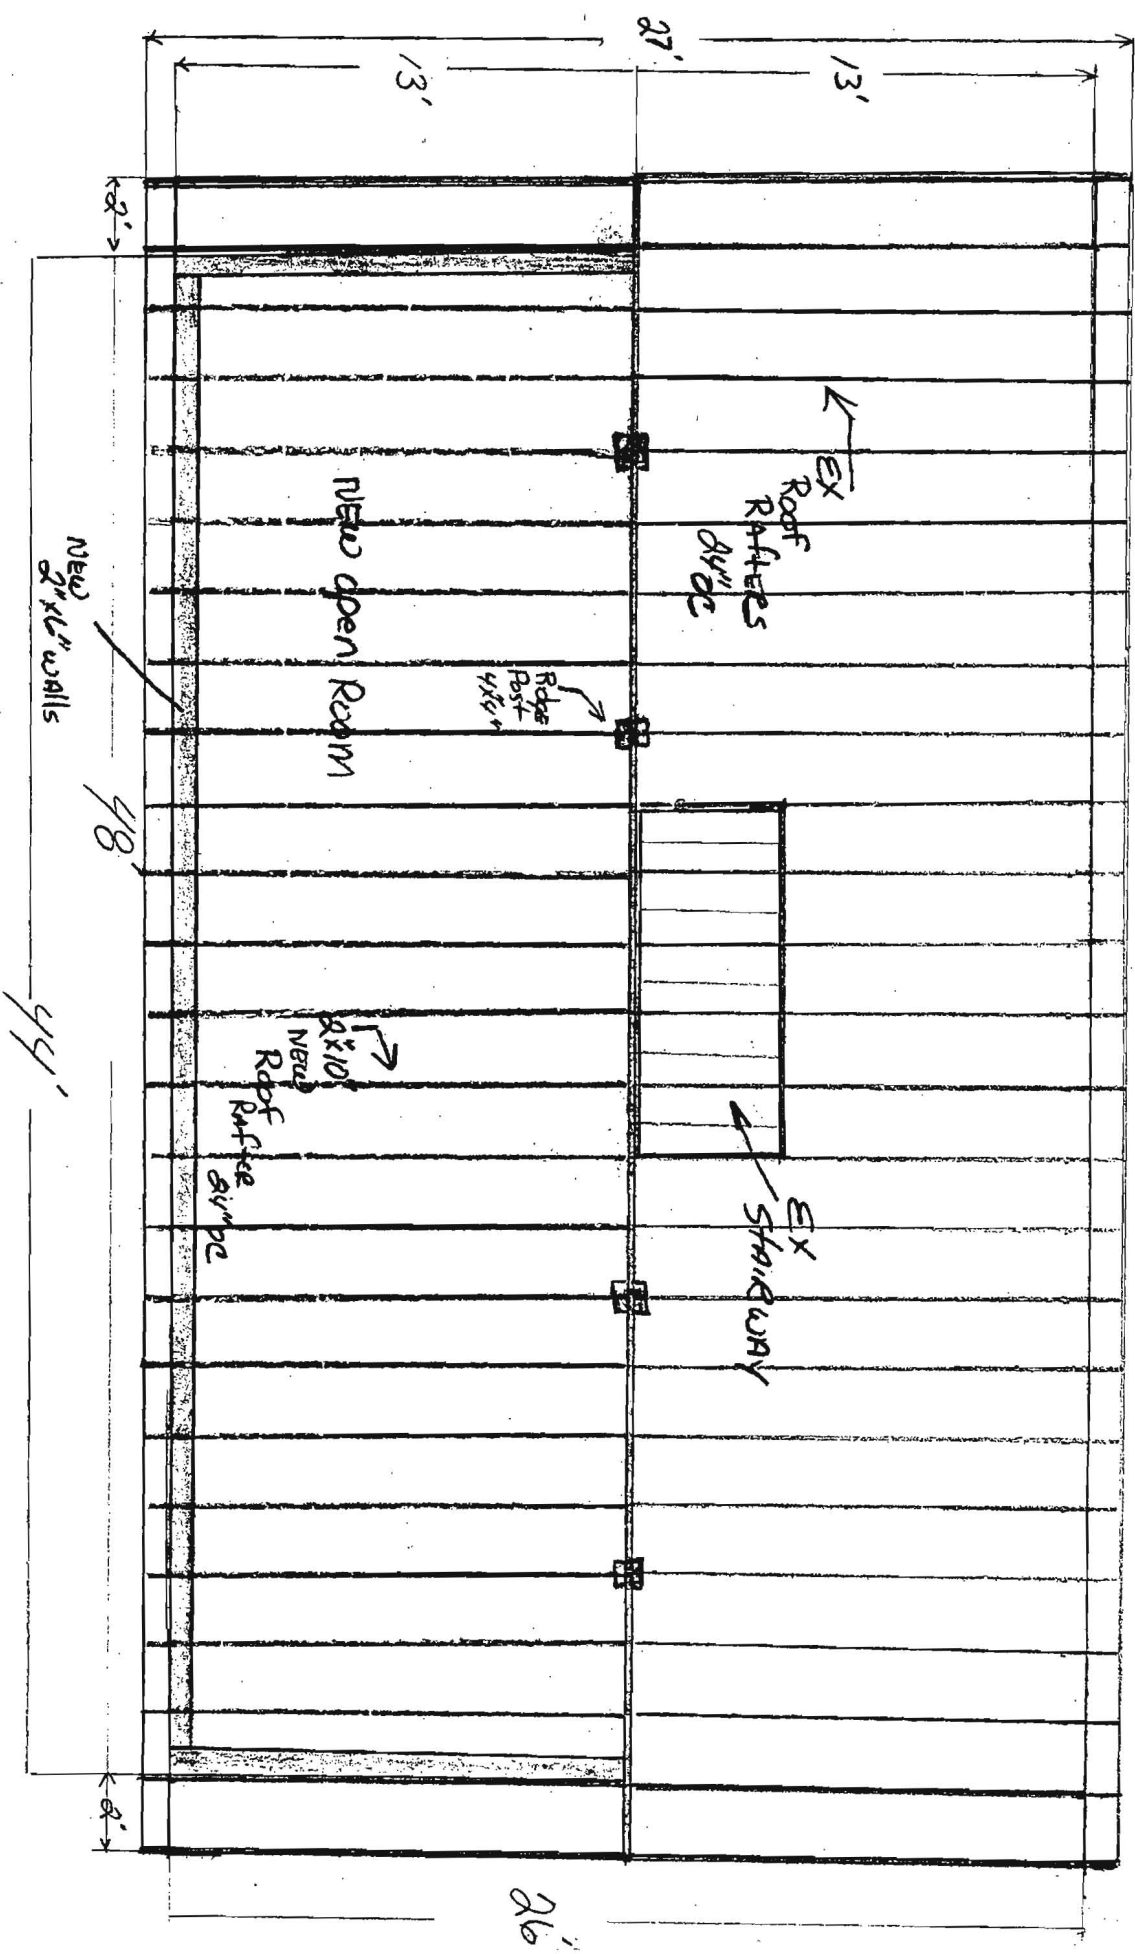 27'
13'
13'
2'
← EX
ROOF
RAfTERS
24" OC
NEW OPEN ROOM
Ridge
Post
4"x4"
NEW
2"x6" WALLS
48'
44'
EX
STAIRWAY
2"x10"
NEW
ROOF
RAfTER
24" OC
2'
26'